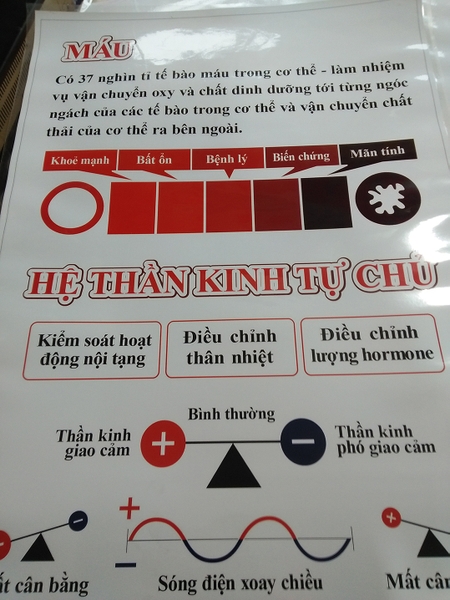 MÁU
Có 37 nghìn tỉ tế bào máu trong cơ thể - làm nhiệm
vụ vận chuyển oxy và chất dinh dưỡng tới từng ngóc
ngách của các tế bào trong cơ thể và vận chuyển chất
thải của cơ thể ra bên ngoài.
Khoẻ mạnh Bất ổn Bệnh lý Biến chứng Mãn tính
HỆ THẦN KINH TỰ CHỦ
Kiểm soát hoạt
động nội tạng
Điều chỉnh
thân nhiệt
Điều chỉnh
lượng hormone
Bình thường
Thần kinh
giao cảm
+
−
Thần kinh
phó giao cảm
+
−
Sóng điện xoay chiều
cân bằng
Mất